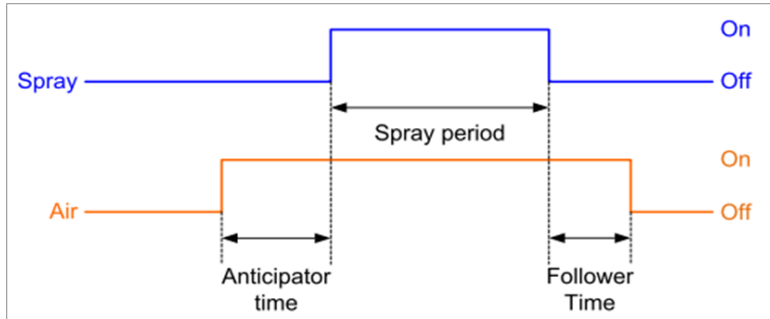 On
Spray
Off
Spray period
On
Air
Off
Anticipator
time
Follower
Time